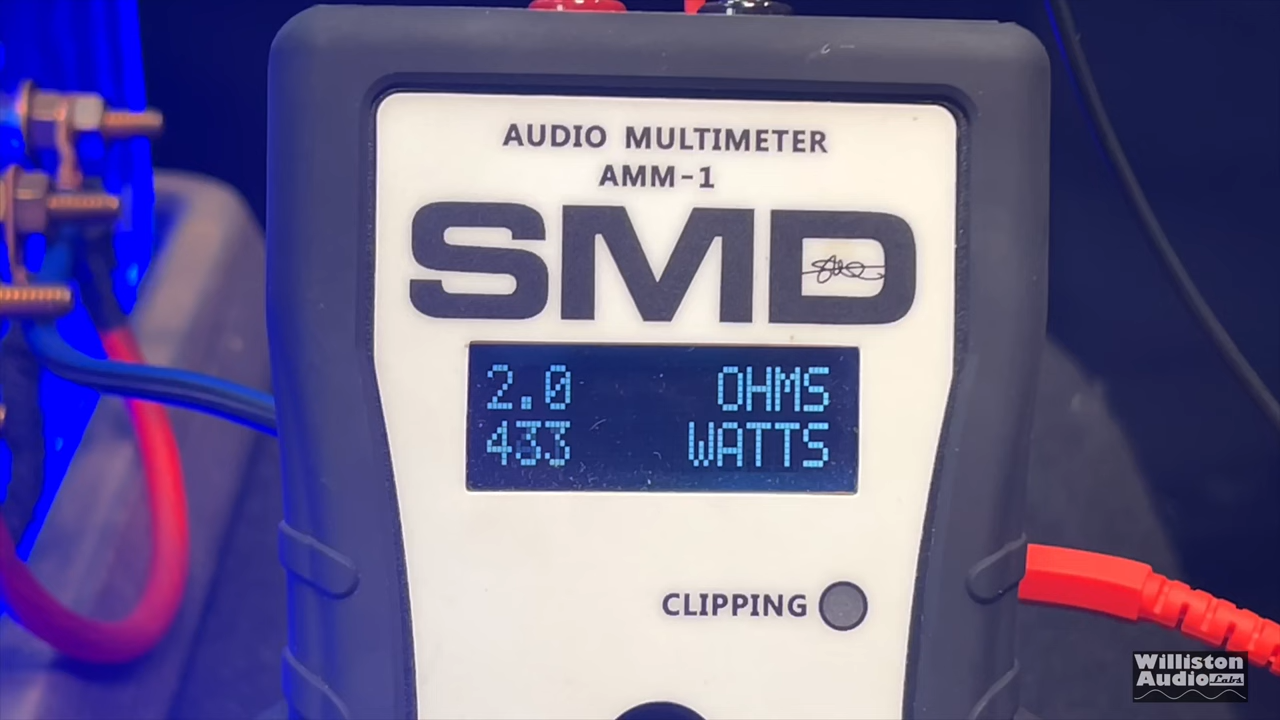 AUDIO MULTIMETER
AMM-1
SMD
2.0 OHMS
433 WATTS
CLIPPING
Williston
Audio Labs